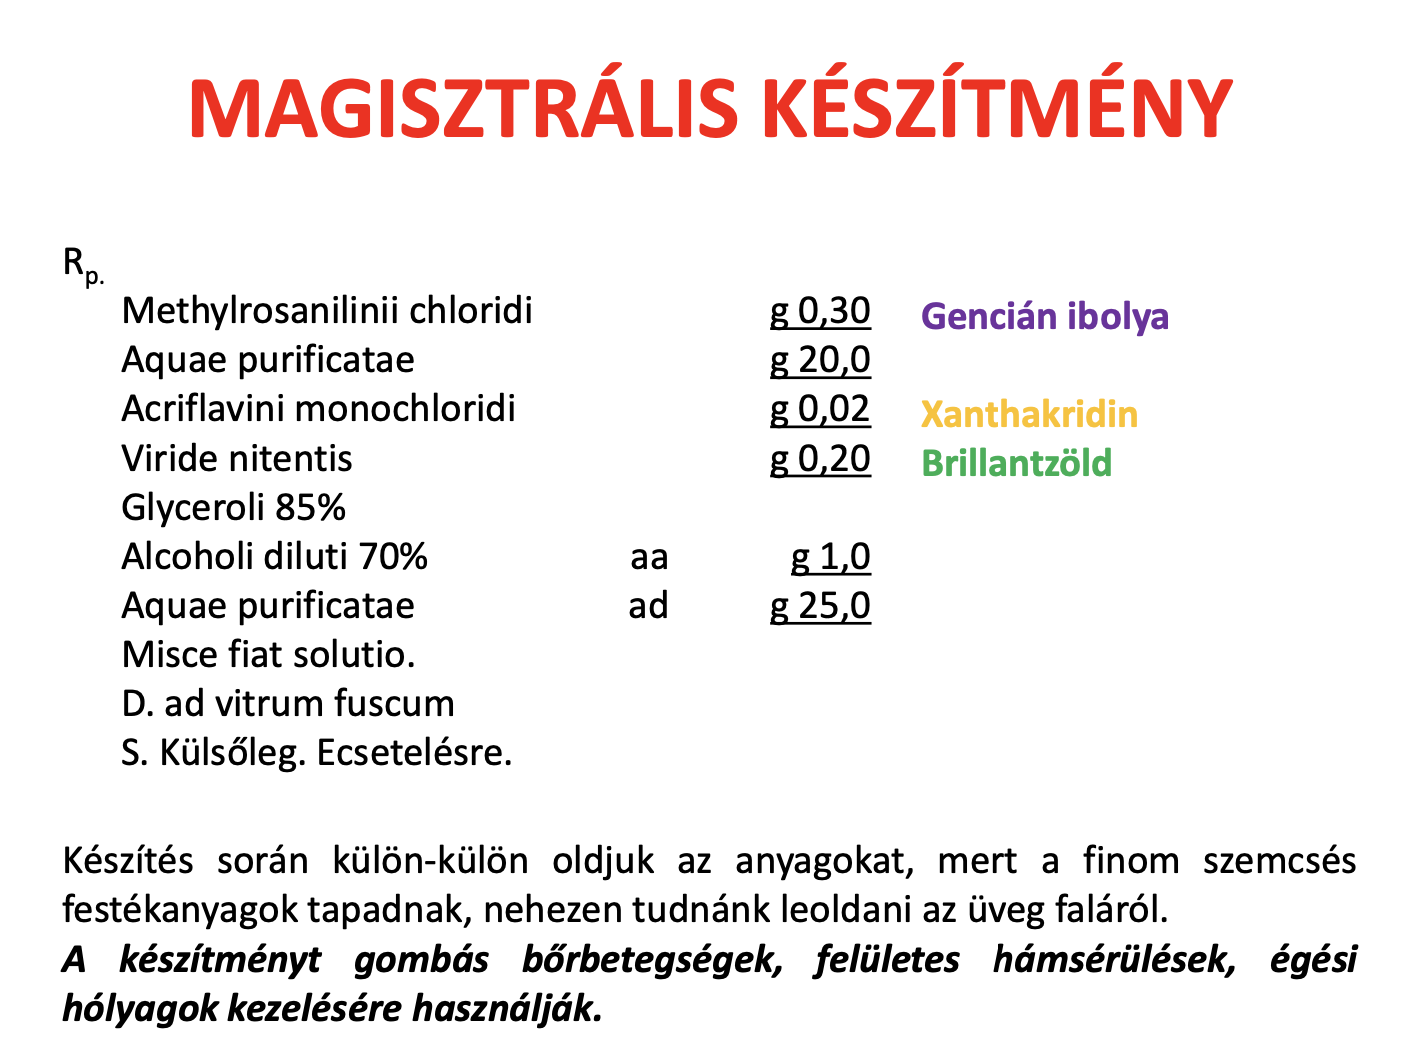 MAGISZTRÁLIS KÉSZÍTMÉNY
Rp.
Methylrosanilinii chloridi g 0,30 Gencián ibolya
Aquae purificatae g 20,0
Acriflavini monochloridi g 0,02 Xanthakridin
Viride nitentis g 0,20 Brillantzöld
Glyceroli 85%
Alcoholi diluti 70% aa g 1,0
Aquae purificatae ad g 25,0
Misce fiat solutio.
D. ad vitrum fuscum
S. Külsőleg. Ecsetelésre.
Készítés során külön-külön oldjuk az anyagokat, mert a finom szemcsés
festékanyagok tapadnak, nehezen tudnánk leoldani az üveg faláról.
A készítményt gombás bőrbetegségek, felületes hámsérülések, égési
hólyagok kezelésére használják.